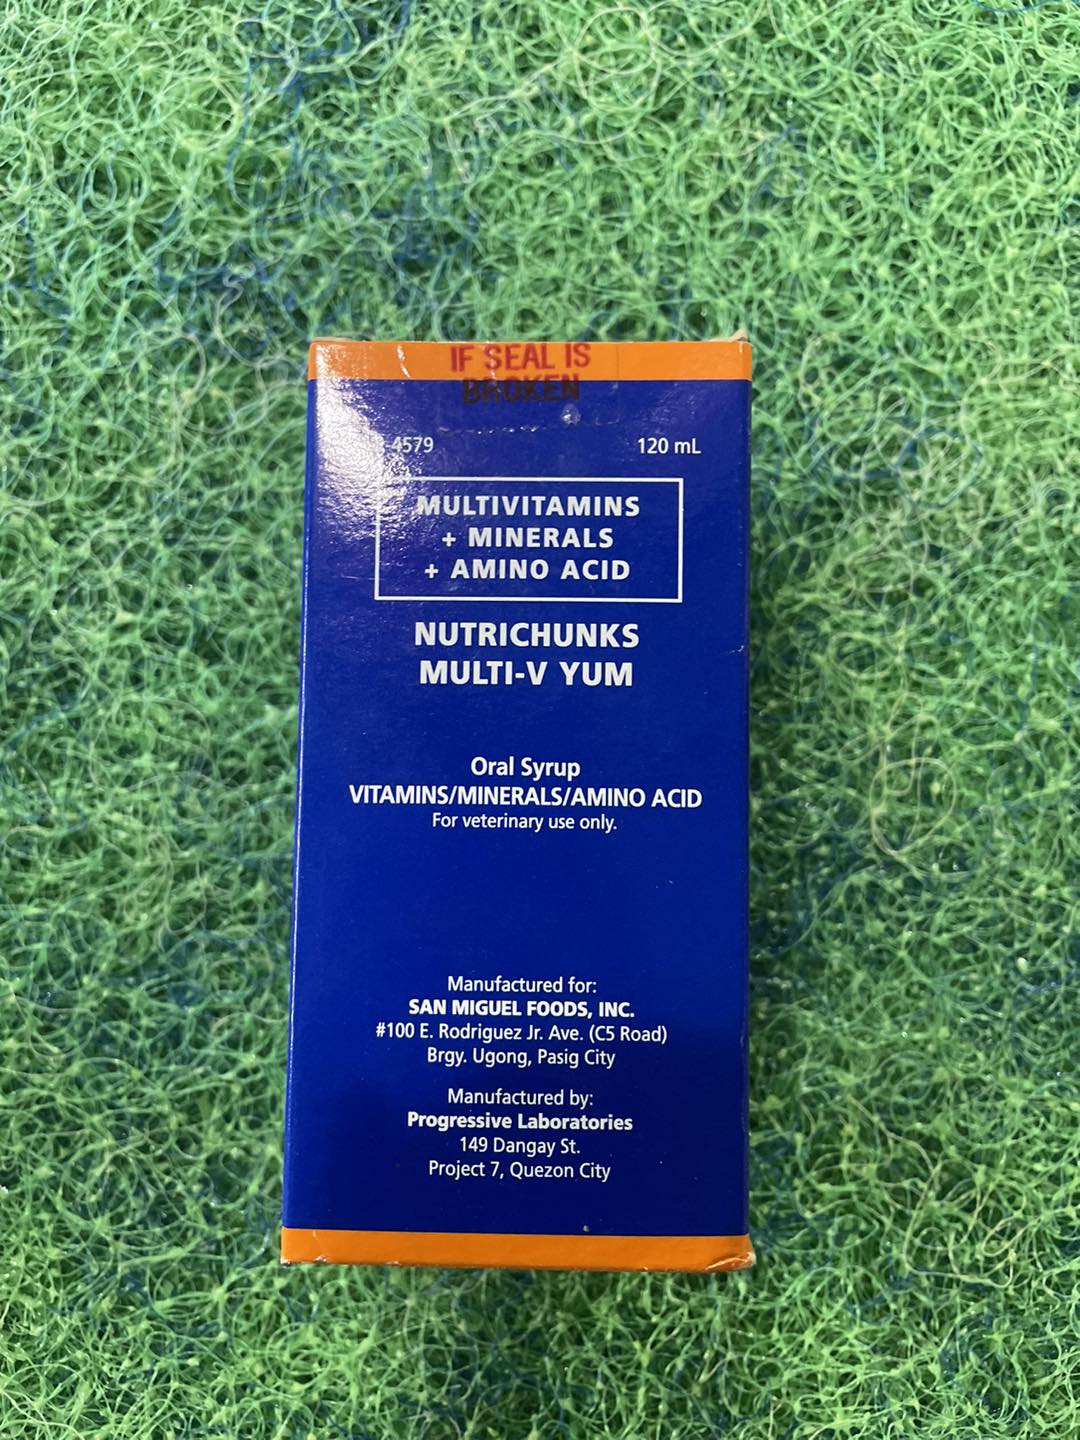 IF SEAL IS
BROKEN
4579
120 mL
MULTIVITAMINS
+ MINERALS
+ AMINO ACID
NUTRICHUNKS
MULTI-V YUM
Oral Syrup
VITAMINS/MINERALS/AMINO ACID
For veterinary use only.
Manufactured for:
SAN MIGUEL FOODS, INC.
#100 E. Rodriguez Jr. Ave. (C5 Road)
Brgy. Ugong, Pasig City
Manufactured by:
Progressive Laboratories
149 Dangay St.
Project 7, Quezon City